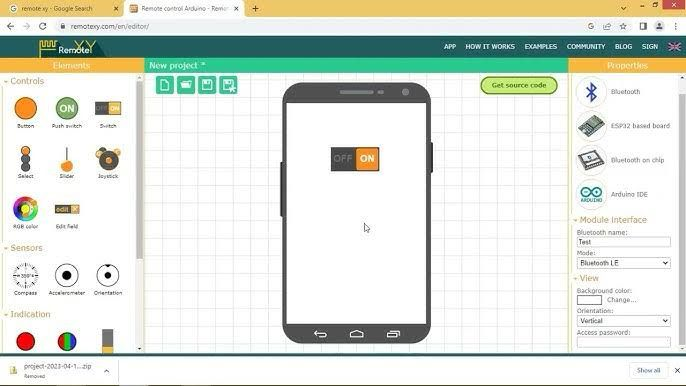 remote xy - Google Search
Remote control Arduino - Remot
remotexy.com/en/editor/
RemoteXY
APP HOW IT WORKS EXAMPLES COMMUNITY BLOG SIGN
Elements
New project *
Properties
Controls
Button
Push switch
Switch
ON
OFF ON
Select
Slider
Joystick
RGB color
Edit field
edit
Sensors
Compass
Accelerometer
Orientation
Indication
Get source code
OFF ON
Bluetooth
ESP32 based board
Bluetooth on chip
Arduino IDE
Module interface
Bluetooth name:
Test
Mode:
Bluetooth LE
View
Background color:
Change...
Orientation:
Vertical
Access password:
project-2023-04-1....zip
Removed
Show all